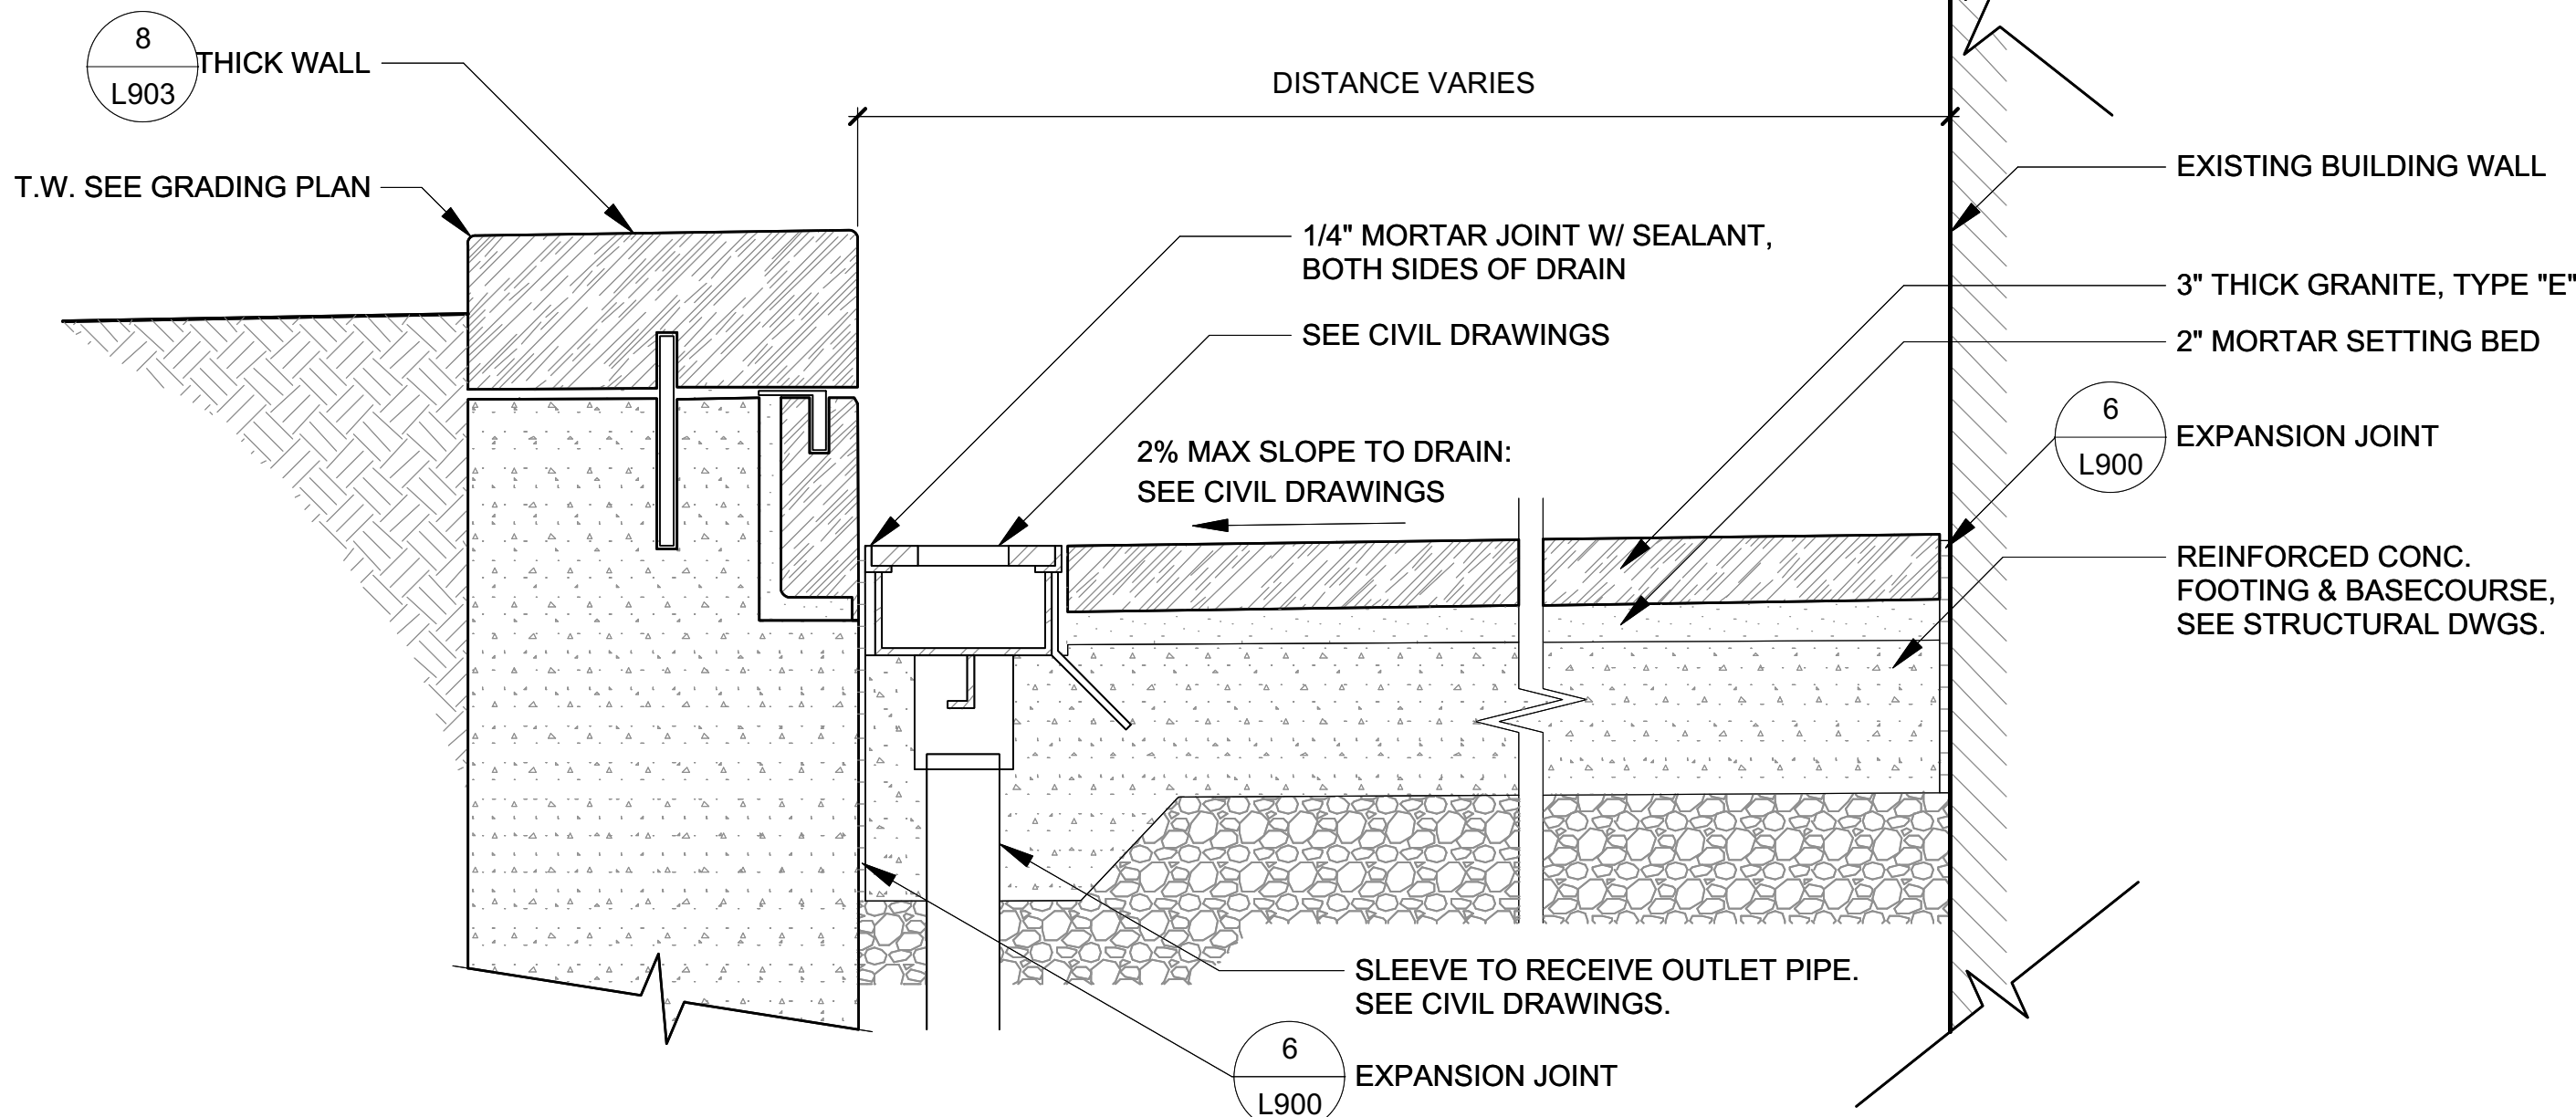 8
L903
THICK WALL
DISTANCE VARIES
T.W. SEE GRADING PLAN
EXISTING BUILDING WALL
1/4" MORTAR JOINT W/ SEALANT,
BOTH SIDES OF DRAIN
3" THICK GRANITE, TYPE "E"
SEE CIVIL DRAWINGS
2" MORTAR SETTING BED
6
L900
EXPANSION JOINT
2% MAX SLOPE TO DRAIN:
SEE CIVIL DRAWINGS
REINFORCED CONC.
FOOTING & BASECOURSE,
SEE STRUCTURAL DWGS.
SLEEVE TO RECEIVE OUTLET PIPE.
SEE CIVIL DRAWINGS.
6
L900
EXPANSION JOINT